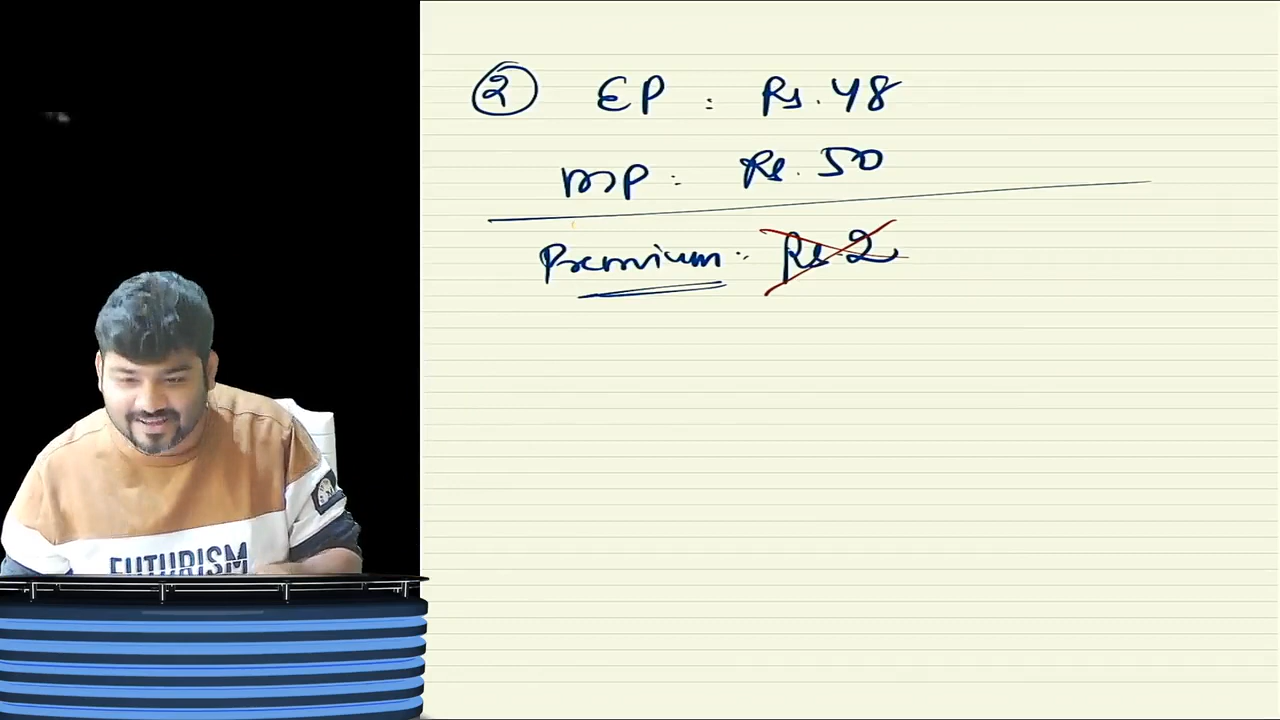 ② EP : Rs. 48
MP : Rs. 50
Premium : Rs 2
FUTURISM